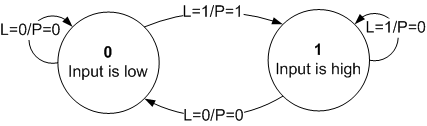 L=1/P=1
L=0/P=0
0
Input is low
1
Input is high
L=1/P=0
L=0/P=0